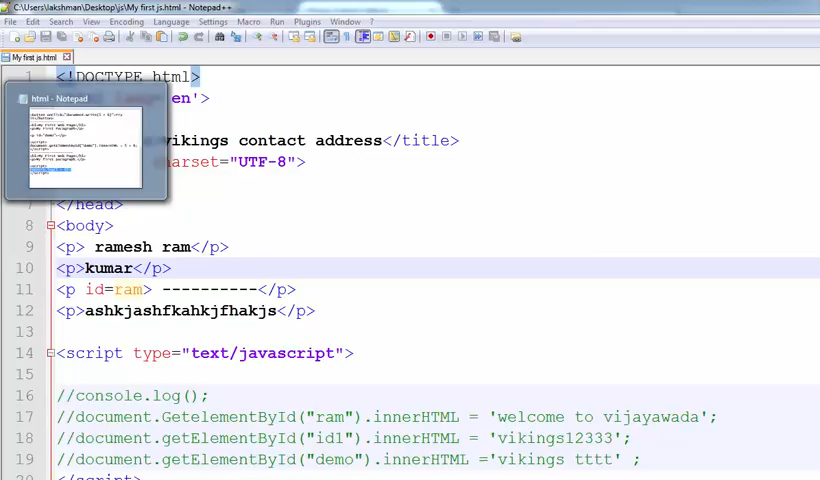 C:\Users\lakshman\Desktop\js\My first js.html - Notepad++
File Edit Search View Encoding Language Settings Macro Run Plugins Window ?
My first js.html
1 <!DOCTYPE html>
en'>
html - Notepad
vikings contact address</title>
charset="UTF-8">
</head>
8 <body>
9 <p> ramesh ram</p>
10 <p>kumar</p>
11 <p id=ram> ----------</p>
12 <p>ashkjashfkahkjfhakjs</p>
13
14 <script type="text/javascript">
15
16 //console.log();
17 //document.GetelementById("ram").innerHTML = 'welcome to vijayawada';
18 //document.getElementById("id1").innerHTML = 'vikings12333';
19 //document.getElementById("demo").innerHTML ='vikings tttt' ;
20 </script>